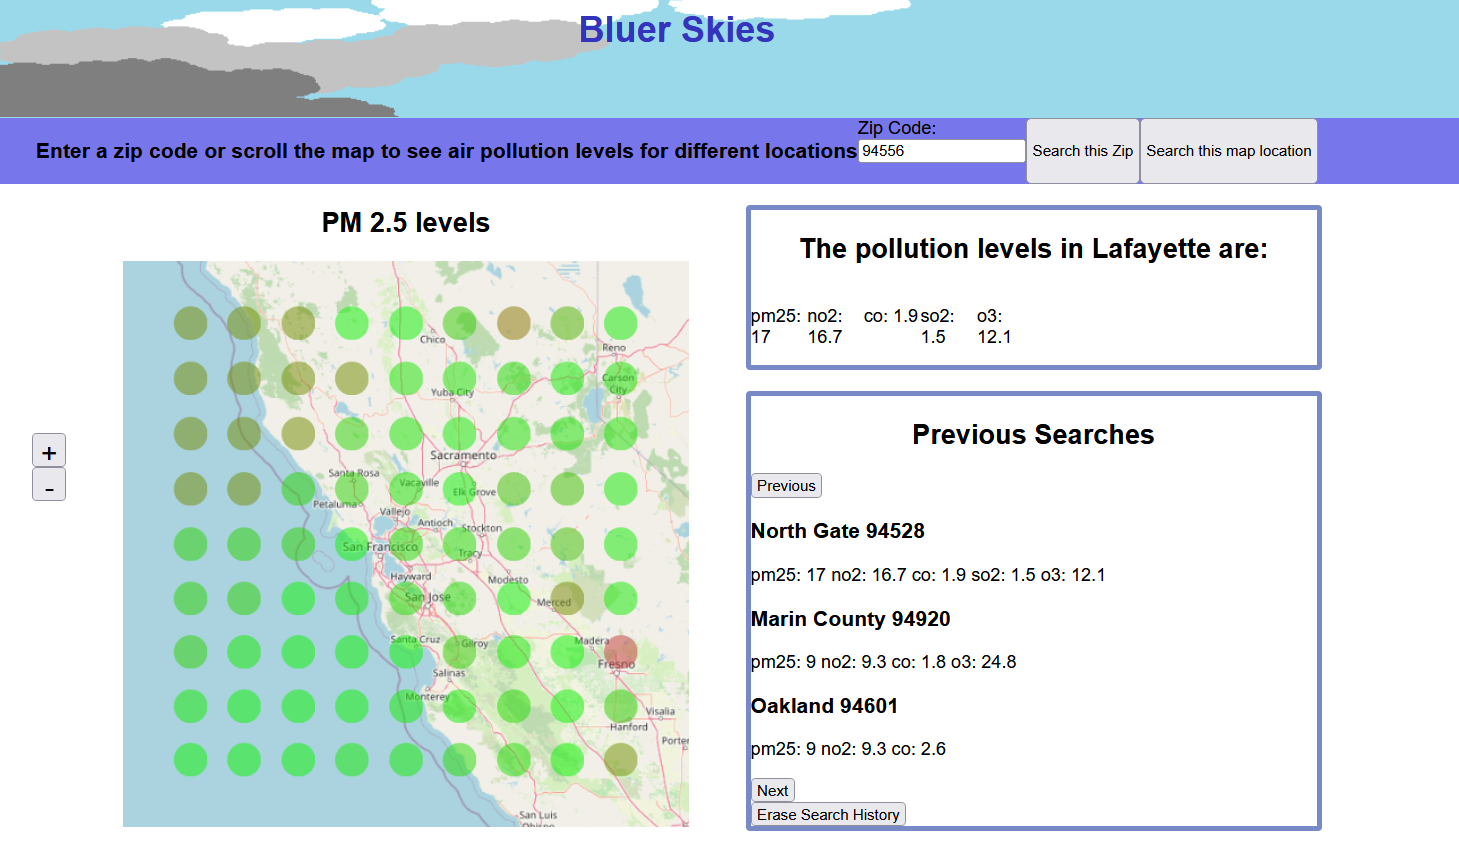 Bluer Skies
Enter a zip code or scroll the map to see air pollution levels for different locations
Zip Code:
94556
Search this Zip
Search this map location
PM 2.5 levels
+
-
Chico
Reno
Carson
City
Yuba City
Sacramento
Santa Rosa
Vacaville
Elk Grove
Petaluma
Vallejo
Antioch
Stockton
San Francisco
Tracy
Hayward
Modesto
San Jose
Merced
Santa Cruz
Gilroy
Madera
Fresno
Salinas
Monterey
Visalia
Hanford
Porter
San Luis
Obispo
The pollution levels in Lafayette are:
pm25: no2: co: 1.9 so2: o3:
17 16.7 1.5 12.1
Previous Searches
Previous
North Gate 94528
pm25: 17 no2: 16.7 co: 1.9 so2: 1.5 o3: 12.1
Marin County 94920
pm25: 9 no2: 9.3 co: 1.8 o3: 24.8
Oakland 94601
pm25: 9 no2: 9.3 co: 2.6
Next
Erase Search History